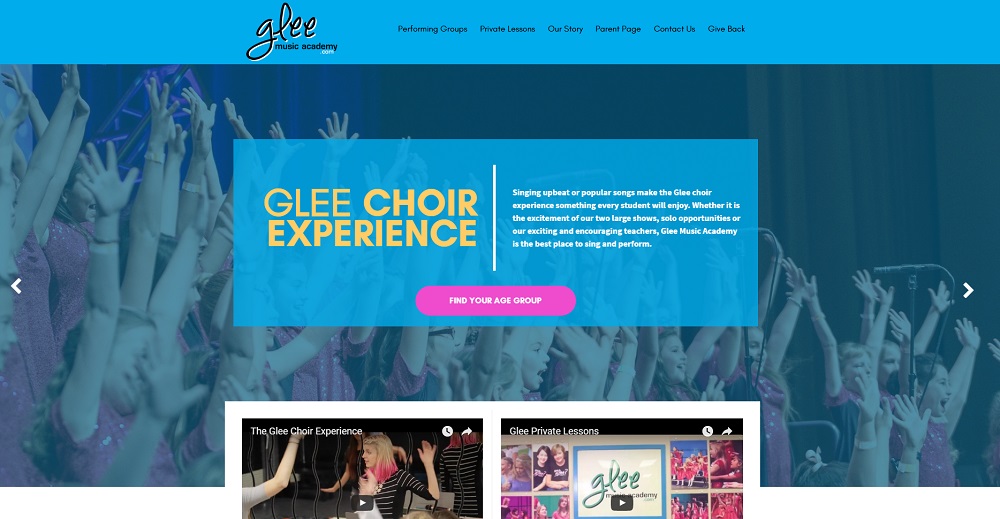 glee
music academy
.com
Performing Groups Private Lessons Our Story Parent Page Contact Us Give Back
GLEE CHOIR
EXPERIENCE
Singing upbeat or popular songs make the Glee choir
experience something every student will enjoy. Whether it is
the excitement of our two large shows, solo opportunities or
our exciting and encouraging teachers, Glee Music Academy
is the best place to sing and perform.
FIND YOUR AGE GROUP
The Glee Choir Experience
Glee Private Lessons
glee
music academy
.com